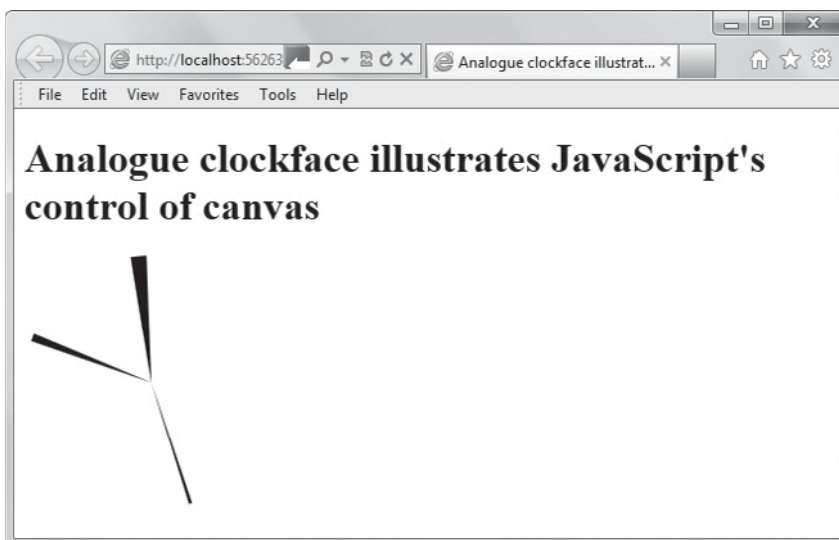 http://localhost:56263
Analogue clockface illustrat...
File Edit View Favorites Tools Help
Analogue clockface illustrates JavaScript's
control of canvas